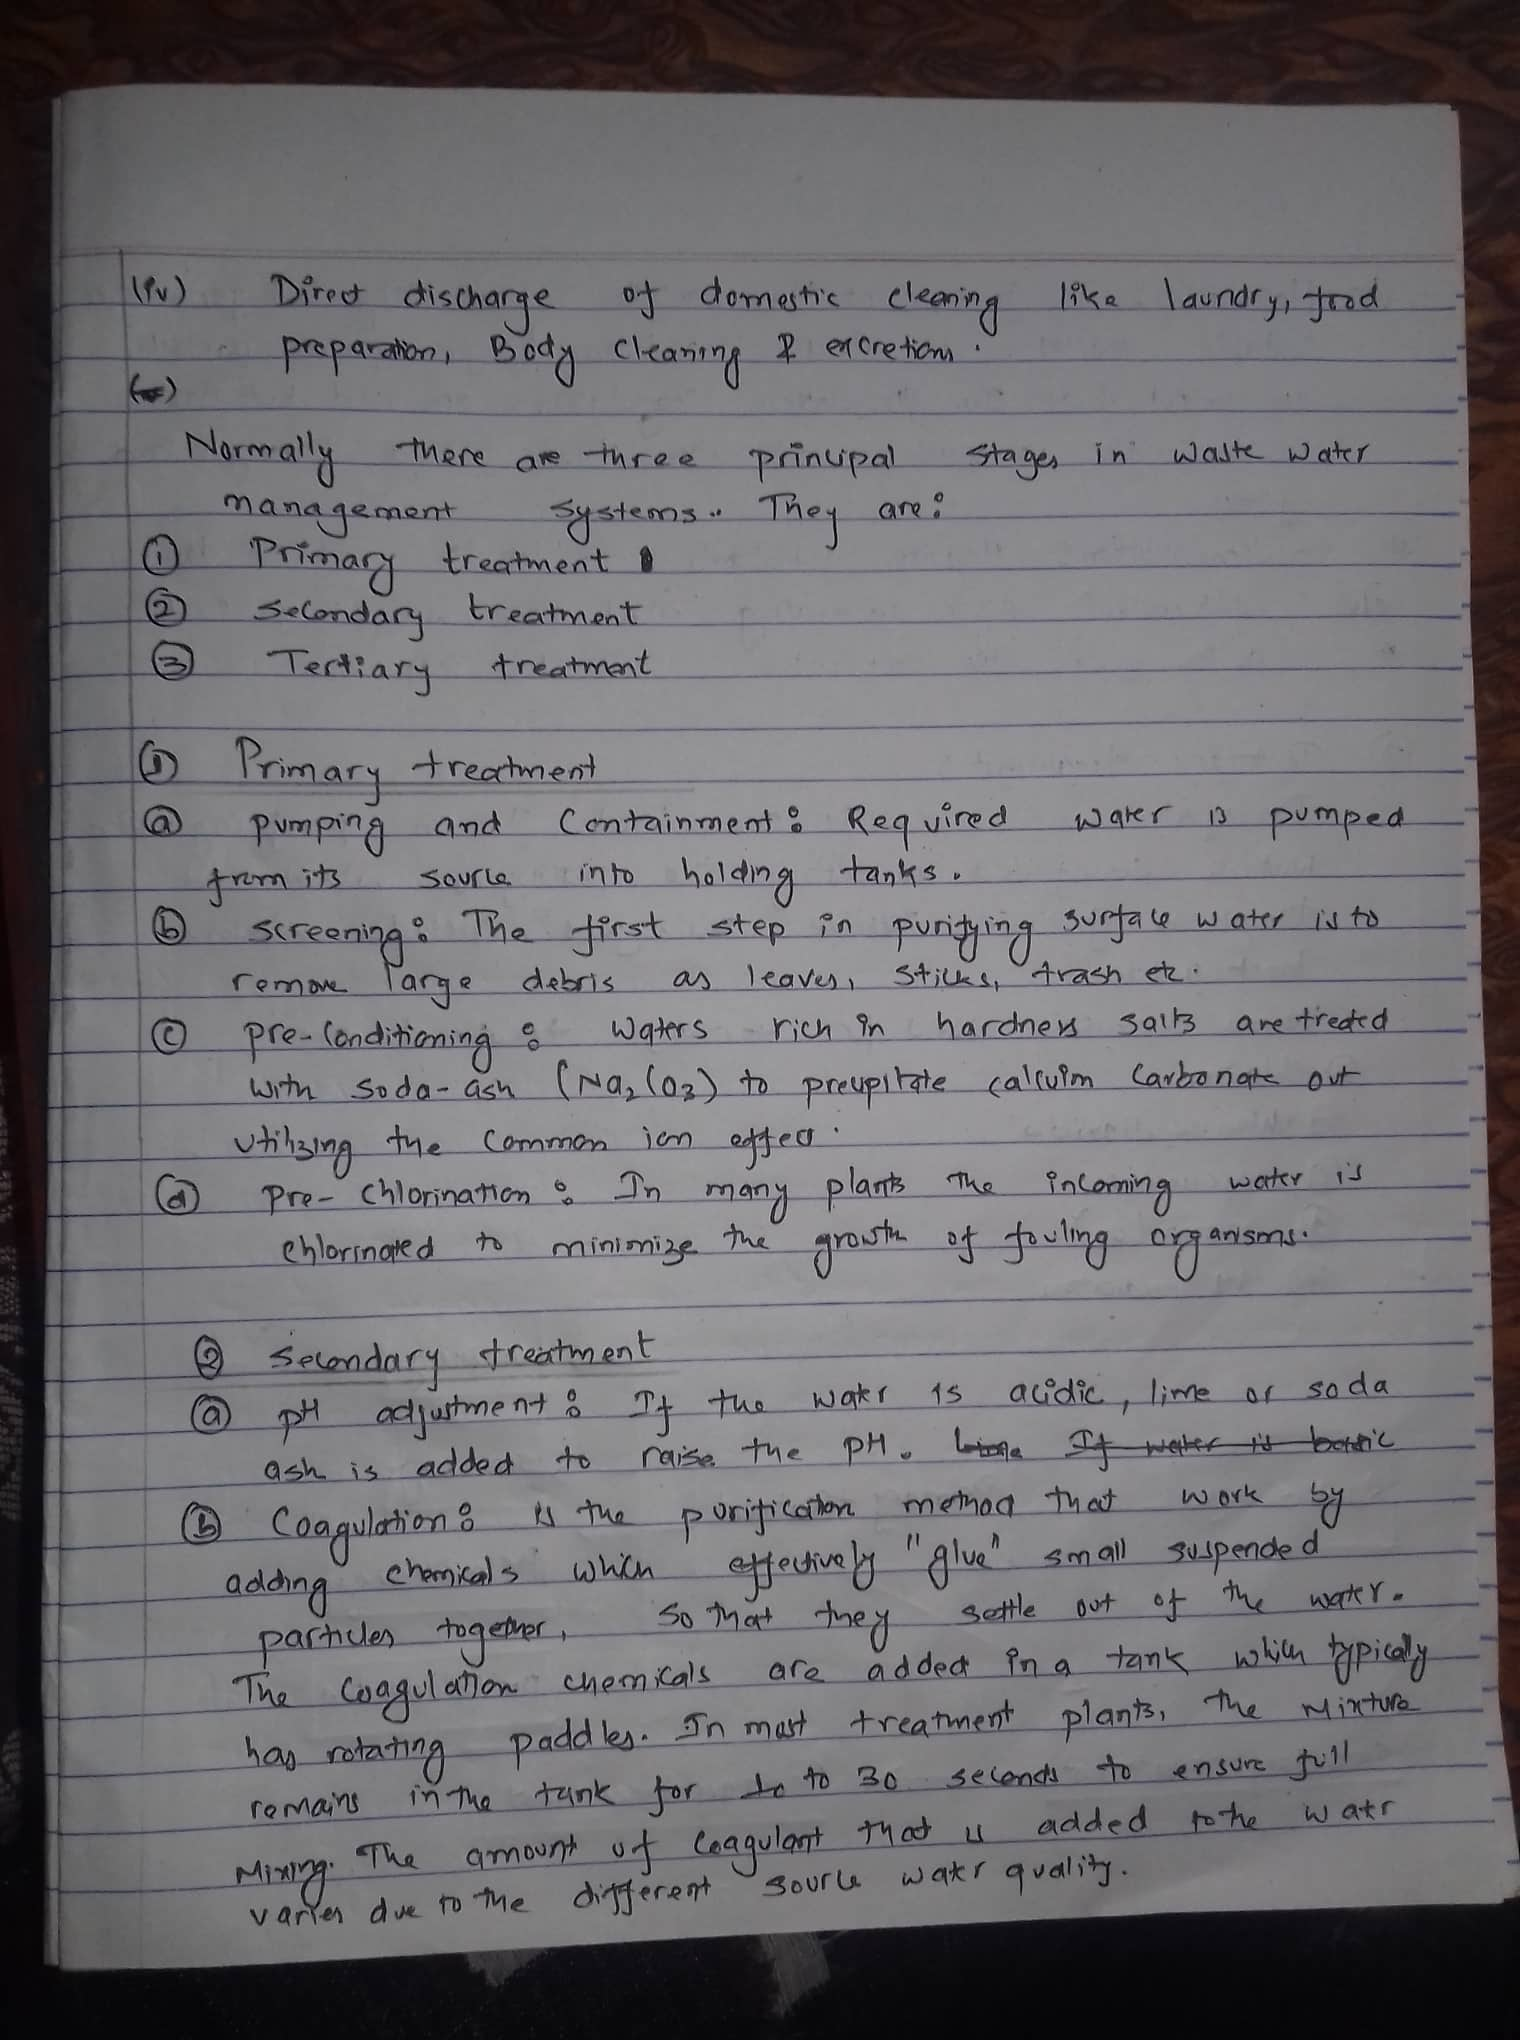 (iv) Direct discharge of domestic cleaning like laundry, food
preparation, Body cleaning & excretion.
Normally there are three principal stages in waste water
management systems. They are:
① Primary treatment
② secondary treatment
③ Tertiary treatment
① Primary treatment
ⓐ pumping and Containment: Required water is pumped
from its source into holding tanks.
ⓑ screening: The first step in purifying surface water is to
remove large debris as leaves, sticks, trash etc.
ⓒ pre-conditioning: Waters rich in hardness salts are treated
with soda-ash (Na₂CO₃) to precipitate calcuim Carbonate out
utilizing the common ion effect.
ⓓ pre-chlorination: In many plants the incoming water is
chlorinated to minimize the growth of fouling organisms.
② secondary treatment
ⓐ pH adjustment: If the water is acidic, lime or soda
ash is added to raise the pH. If water is
ⓑ Coagulation: is the purification method that work by
adding chemicals which effectively "glue" small suspended
particles together, so that they settle out of the water.
The Coagulation chemicals are added in a tank which typically
has rotating paddles. In most treatment plants, the Mixture
remains in the tank for to 30 seconds to ensure full
Mixing. The amount of Coagulant that is added to the water
varies due to the different source water quality.